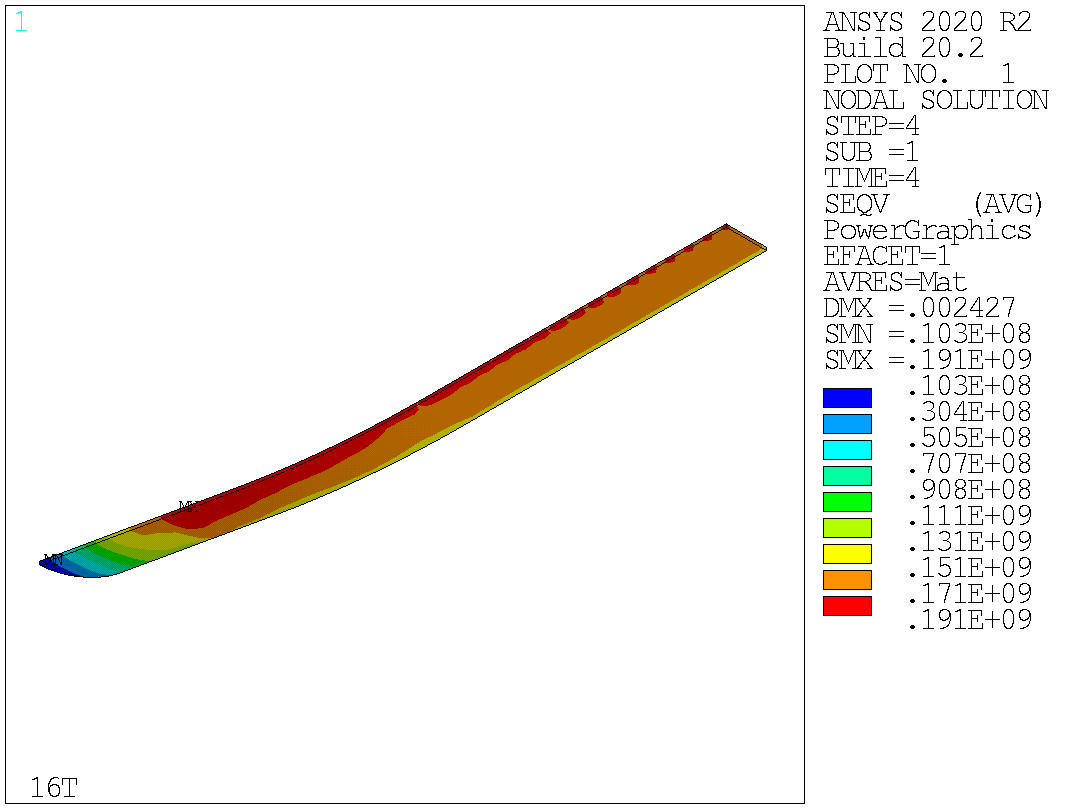 1
ANSYS 2020 R2
Build 20.2
PLOT NO. 1
NODAL SOLUTION
STEP=4
SUB =1
TIME=4
SEQV (AVG)
PowerGraphics
EFACET=1
AVRES=Mat
DMX =.002427
SMN =.103E+08
SMX =.191E+09
.103E+08
.304E+08
.505E+08
.707E+08
.908E+08
.111E+09
.131E+09
.151E+09
.171E+09
.191E+09
MX
MN
16T